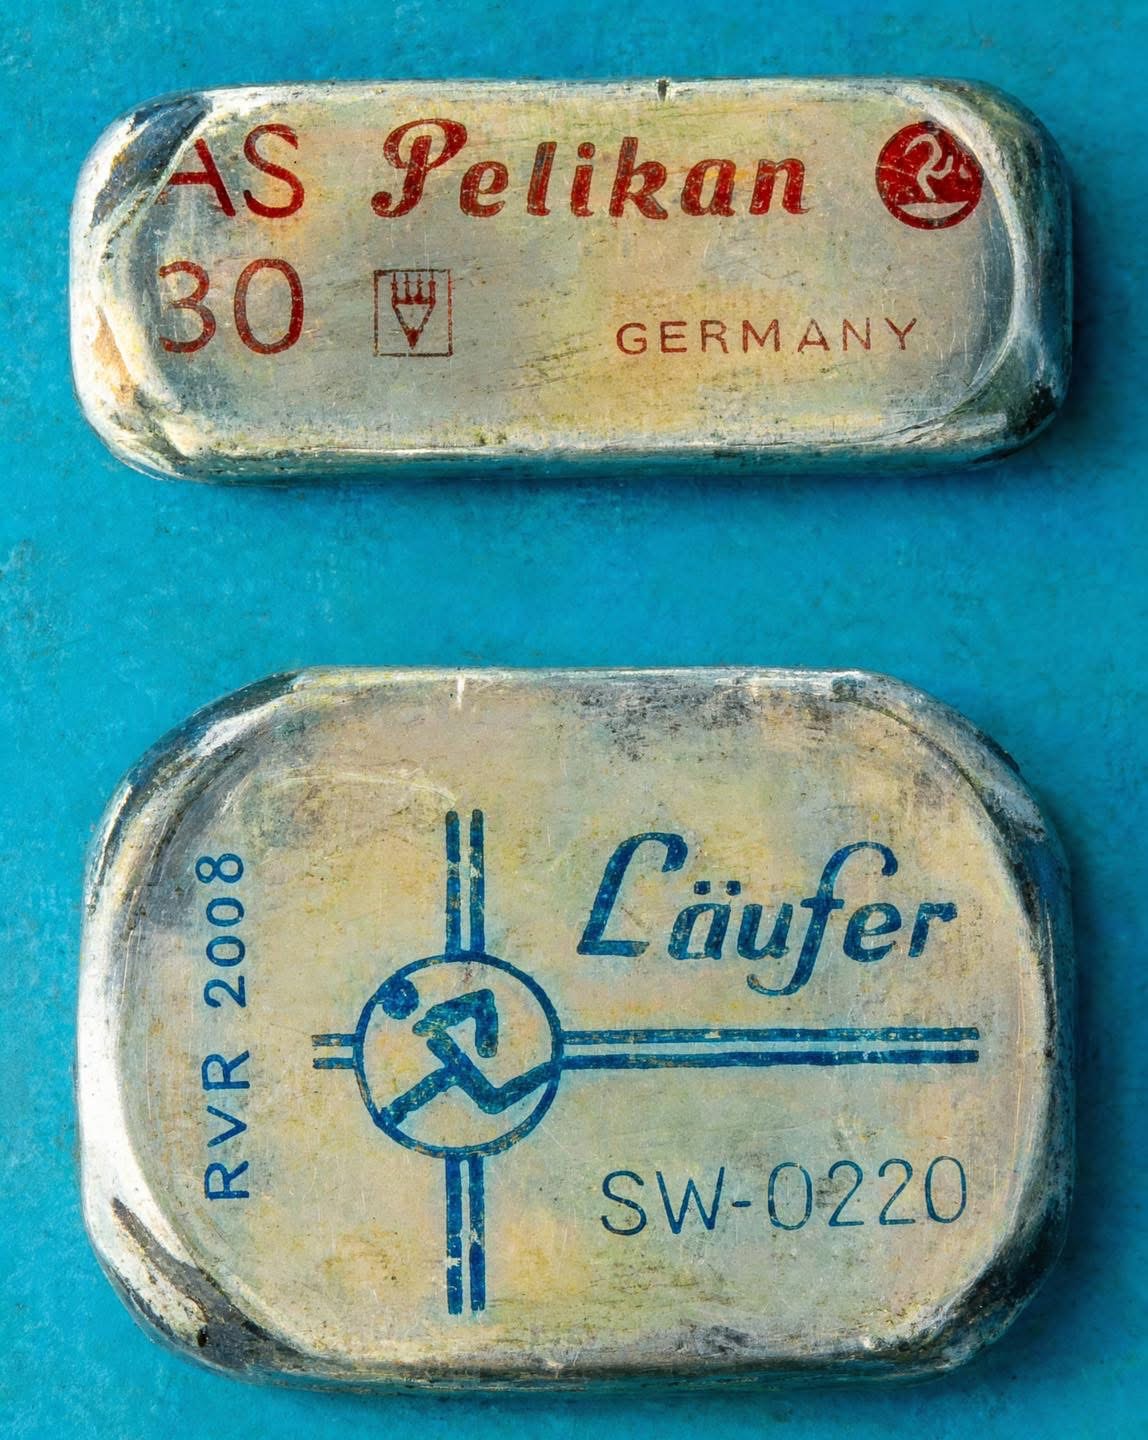 AS Pelikan
30
GERMANY
Läufer
RVR 2008
SW-0220